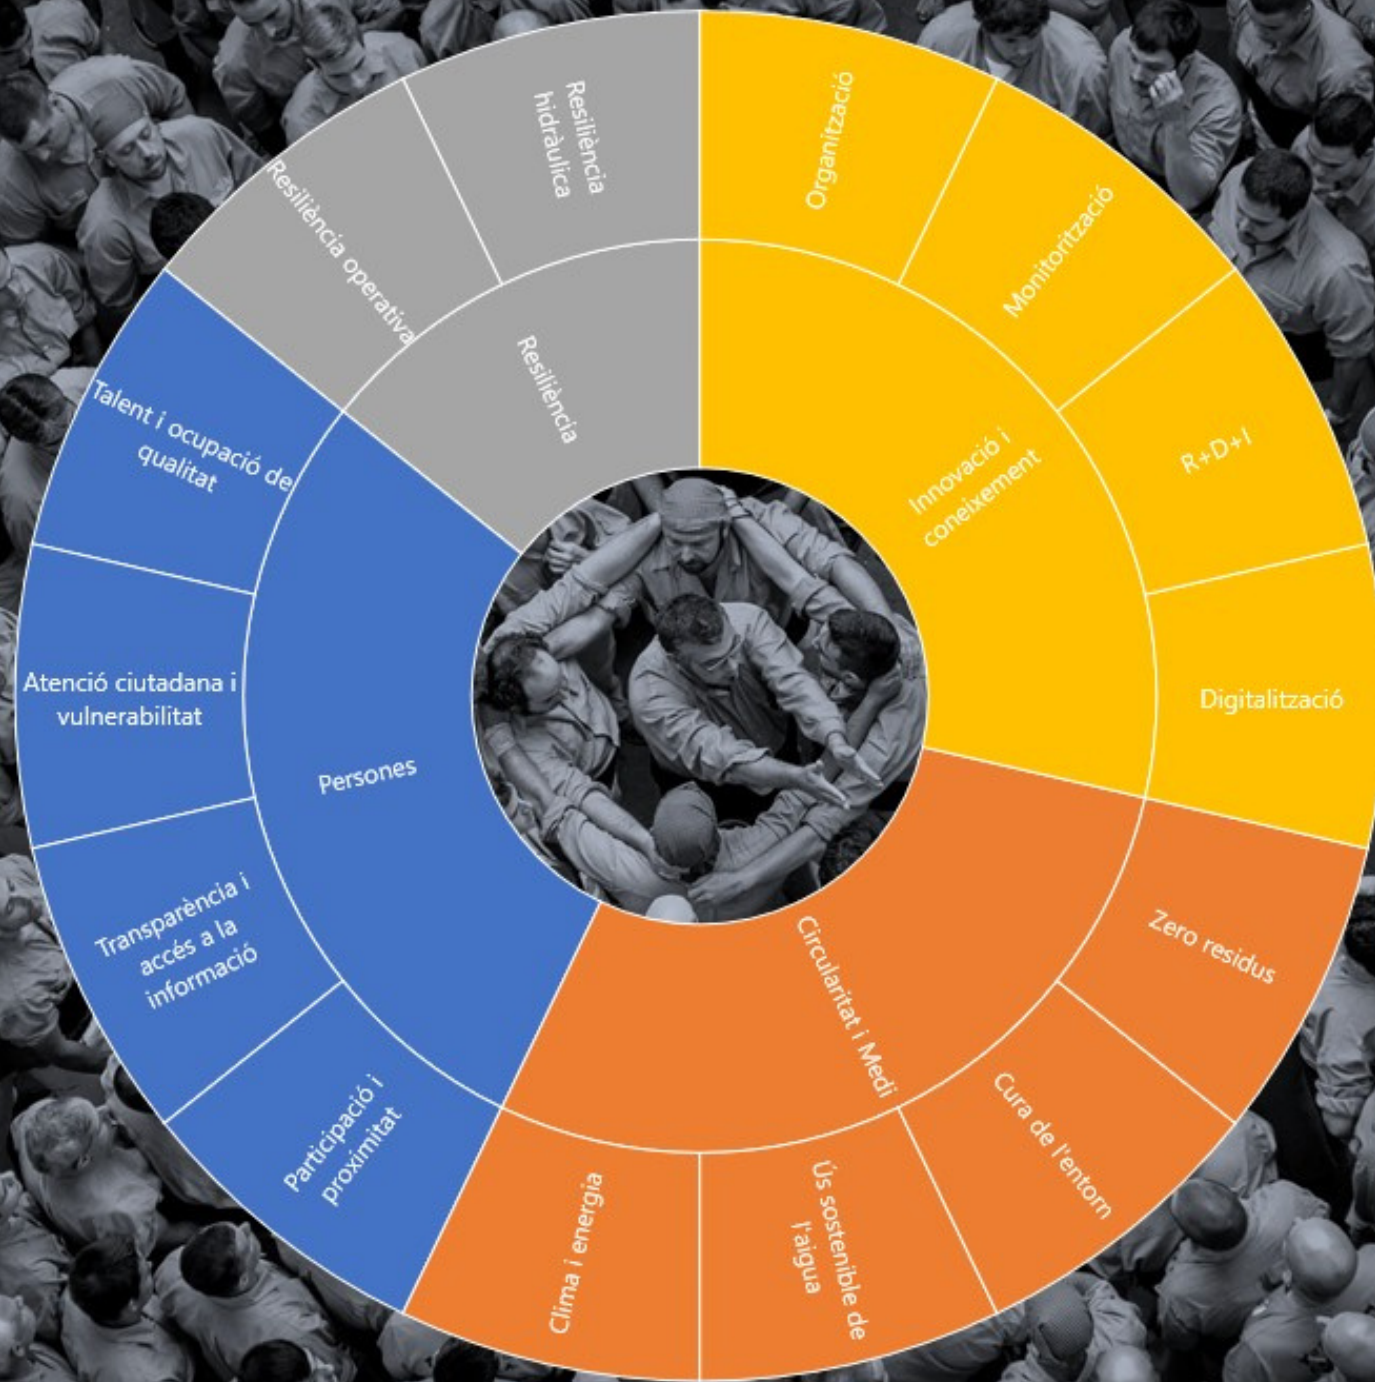 Organització
Monitorització
R+D+I
Digitalització
Innovació i
coneixement
Zero residus
Cura de l'entorn
Ús sostenible de
l'aigua
Clima i energia
Circularitat i Medi
Participació i
proximitat
Transparència i
accés a la
informació
Atenció ciutadana i
vulnerabilitat
Talent i ocupació de
qualitat
Persones
Resiliència operativa
Resiliència
hidràulica
Resiliència